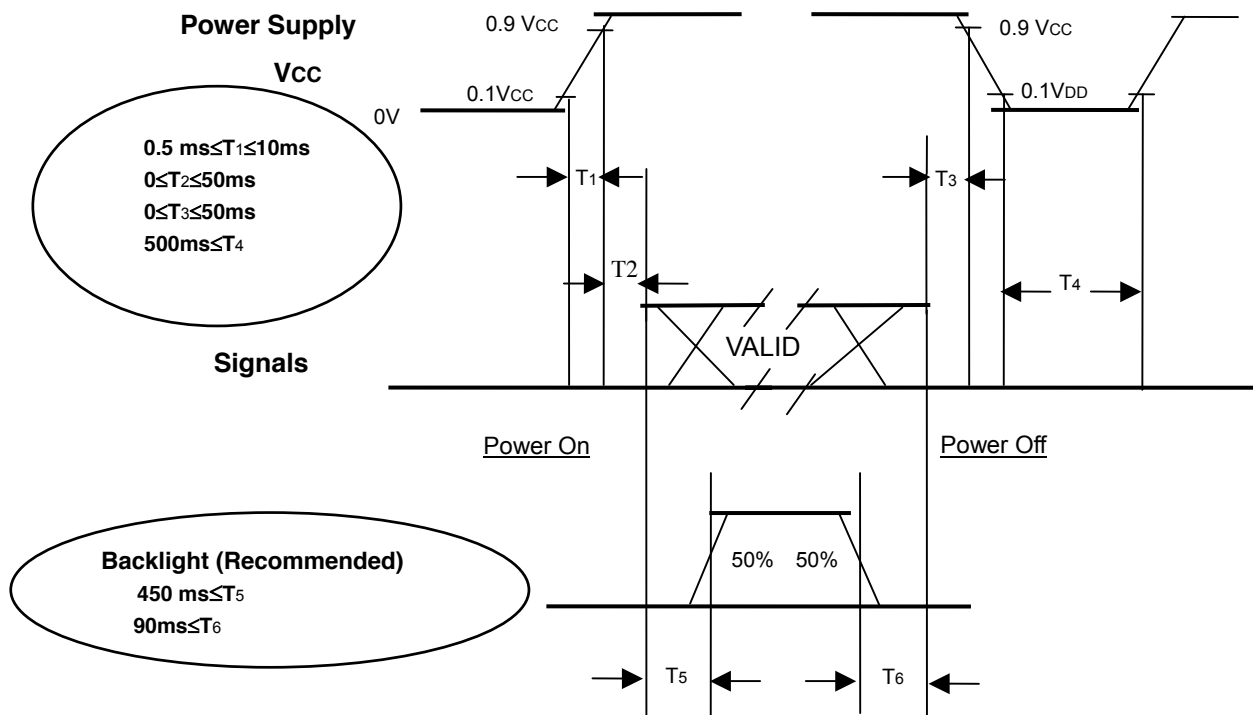 Power Supply
VCC
0.9 VCC
0.9 VCC
0.1VCC
0.1VDD
0V
0.5 ms≤T1≤10ms
0≤T2≤50ms
0≤T3≤50ms
500ms≤T4
T1
T3
T2
T4
VALID
Signals
Power On
Power Off
Backlight (Recommended)
450 ms≤T5
90ms≤T6
50%
50%
T5
T6